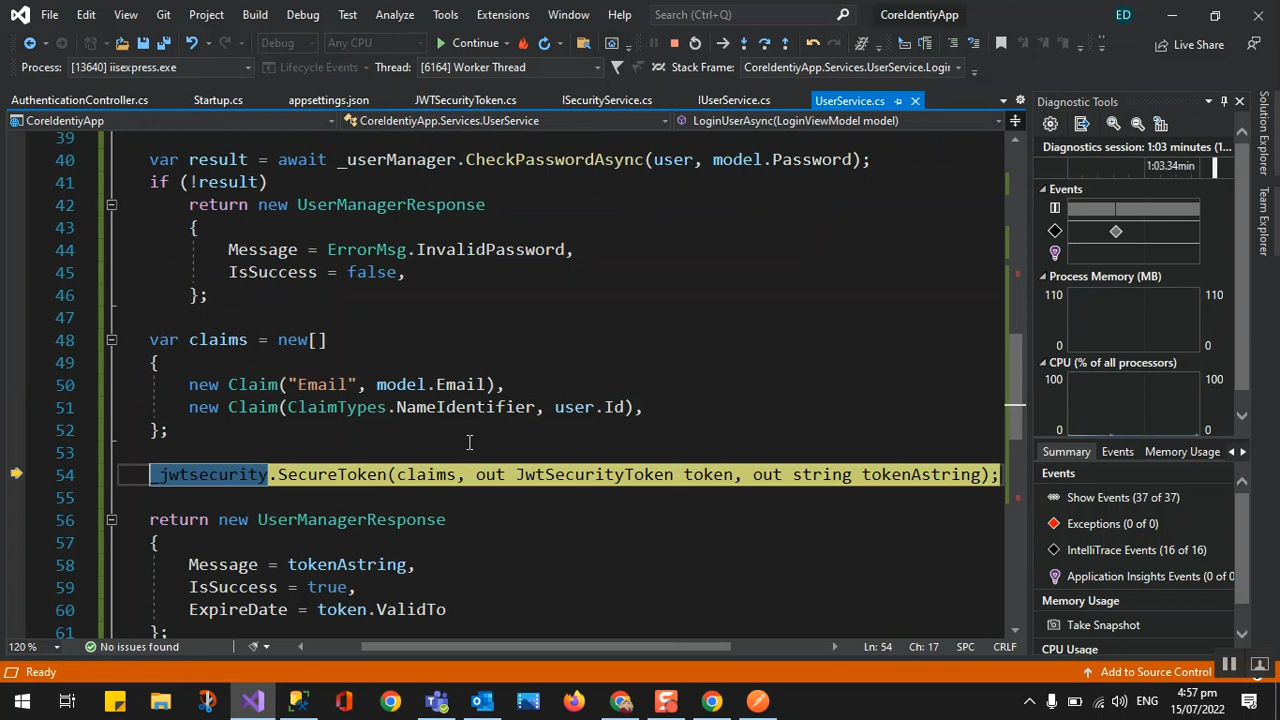 File Edit View Git Project Build Debug Test Analyze Tools Extensions Window Help Search (Ctrl+Q) CoreIdentiyApp ED
Debug Any CPU Continue Live Share
Process: [13640] iisexpress.exe Lifecycle Events Thread: [6164] Worker Thread Stack Frame: CoreIdentiyApp.Services.UserService.Login
AuthenticationController.cs Startup.cs appsettings.json JWTSecurityToken.cs ISecurityService.cs IUserService.cs UserService.cs
CoreIdentiyApp CoreIdentiyApp.Services.UserService LoginUserAsync(LoginViewModel model)
39
40 var result = await _userManager.CheckPasswordAsync(user, model.Password);
41 if (!result)
42 return new UserManagerResponse
43 {
44 Message = ErrorMsg.InvalidPassword,
45 IsSuccess = false,
46 };
47
48 var claims = new[]
49 {
50 new Claim("Email", model.Email),
51 new Claim(ClaimTypes.NameIdentifier, user.Id),
52 };
53
54 _jwtsecurity.SecureToken(claims, out JwtSecurityToken token, out string tokenAstring);
55
56 return new UserManagerResponse
57 {
58 Message = tokenAstring,
59 IsSuccess = true,
60 ExpireDate = token.ValidTo
61 };
120 % No issues found Ln: 54 Ch: 17 SPC CRLF
Diagnostic Tools
Diagnostics session: 1:03 minutes (1...
1:03.34min
Events
Process Memory (MB)
110 110
0 0
CPU (% of all processors)
100 100
0 0
Summary Events Memory Usage
Events
Show Events (37 of 37)
Exceptions (0 of 0)
IntelliTrace Events (16 of 16)
Application Insights Events (0 of 0
Memory Usage
Take Snapshot
CPU Usage
Solution Explorer
Team Explorer
Ready Add to Source Control
ENG 4:57 pm
15/07/2022